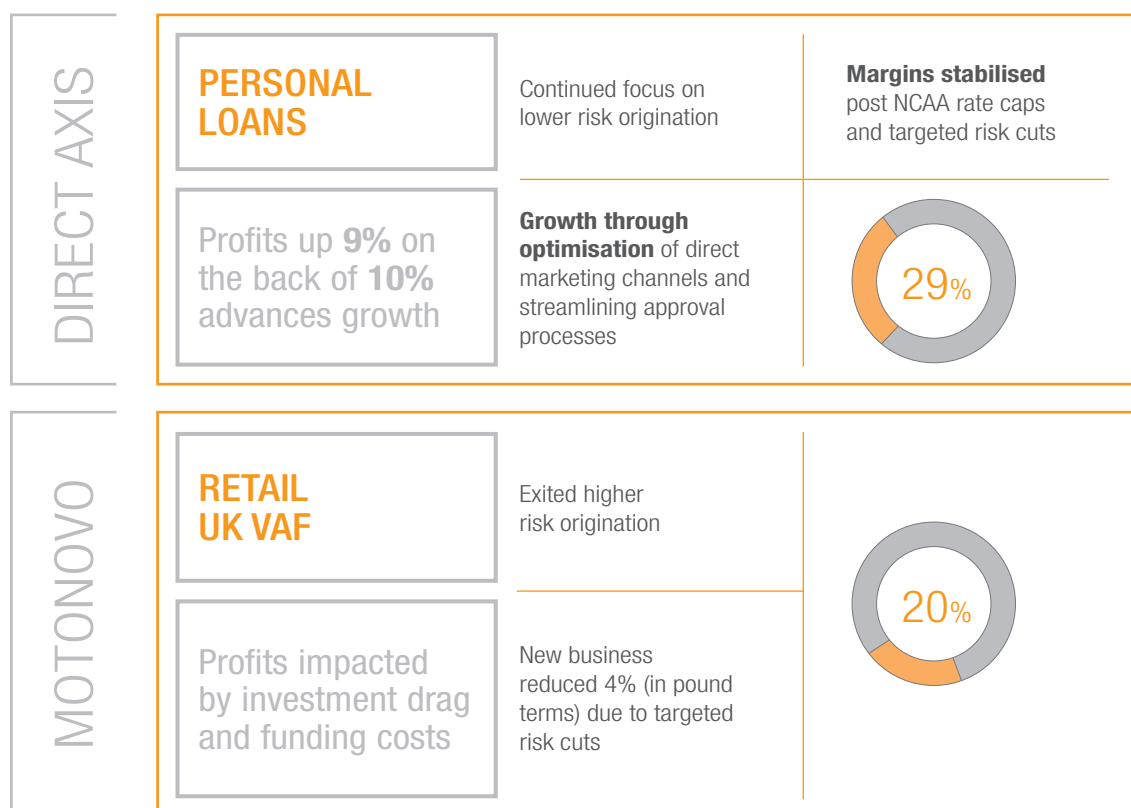 DIRECT AXIS
PERSONAL
LOANS
Continued focus on
lower risk origination
Margins stabilised
post NCAA rate caps
and targeted risk cuts
Profits up 9% on
the back of 10%
advances growth
Growth through
optimisation of direct
marketing channels and
streamlining approval
processes
29%
MOTONOVO
RETAIL
UK VAF
Exited higher
risk origination
20%
Profits impacted
by investment drag
and funding costs
New business
reduced 4% (in pound
terms) due to targeted
risk cuts